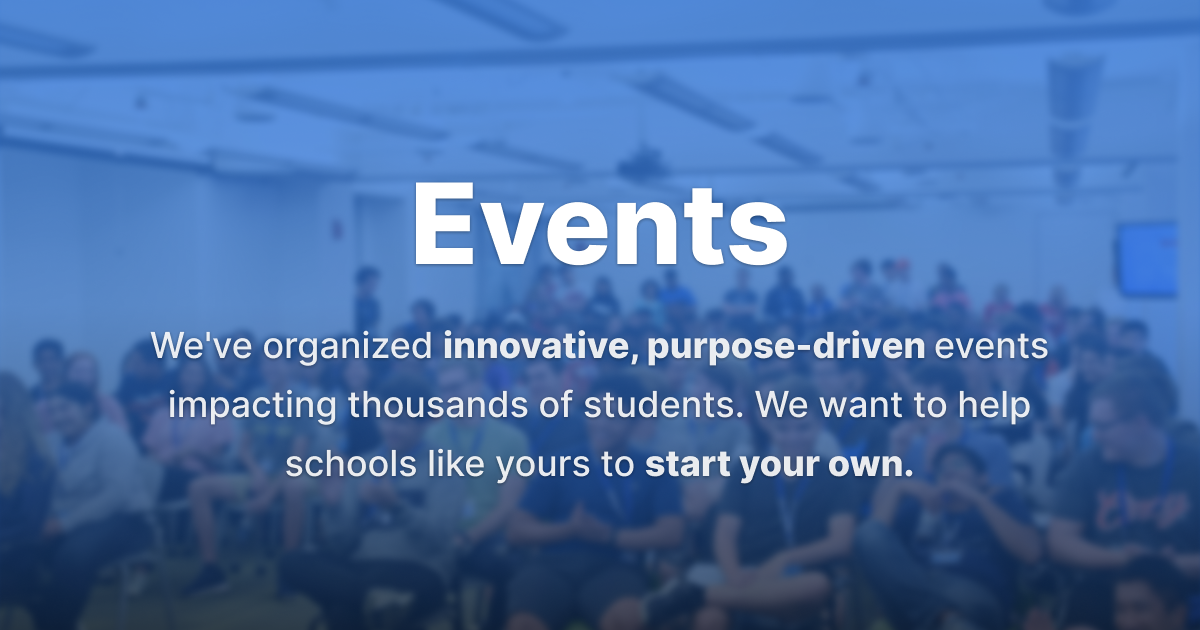 Events
We've organized innovative, purpose-driven events
impacting thousands of students. We want to help
schools like yours to start your own.